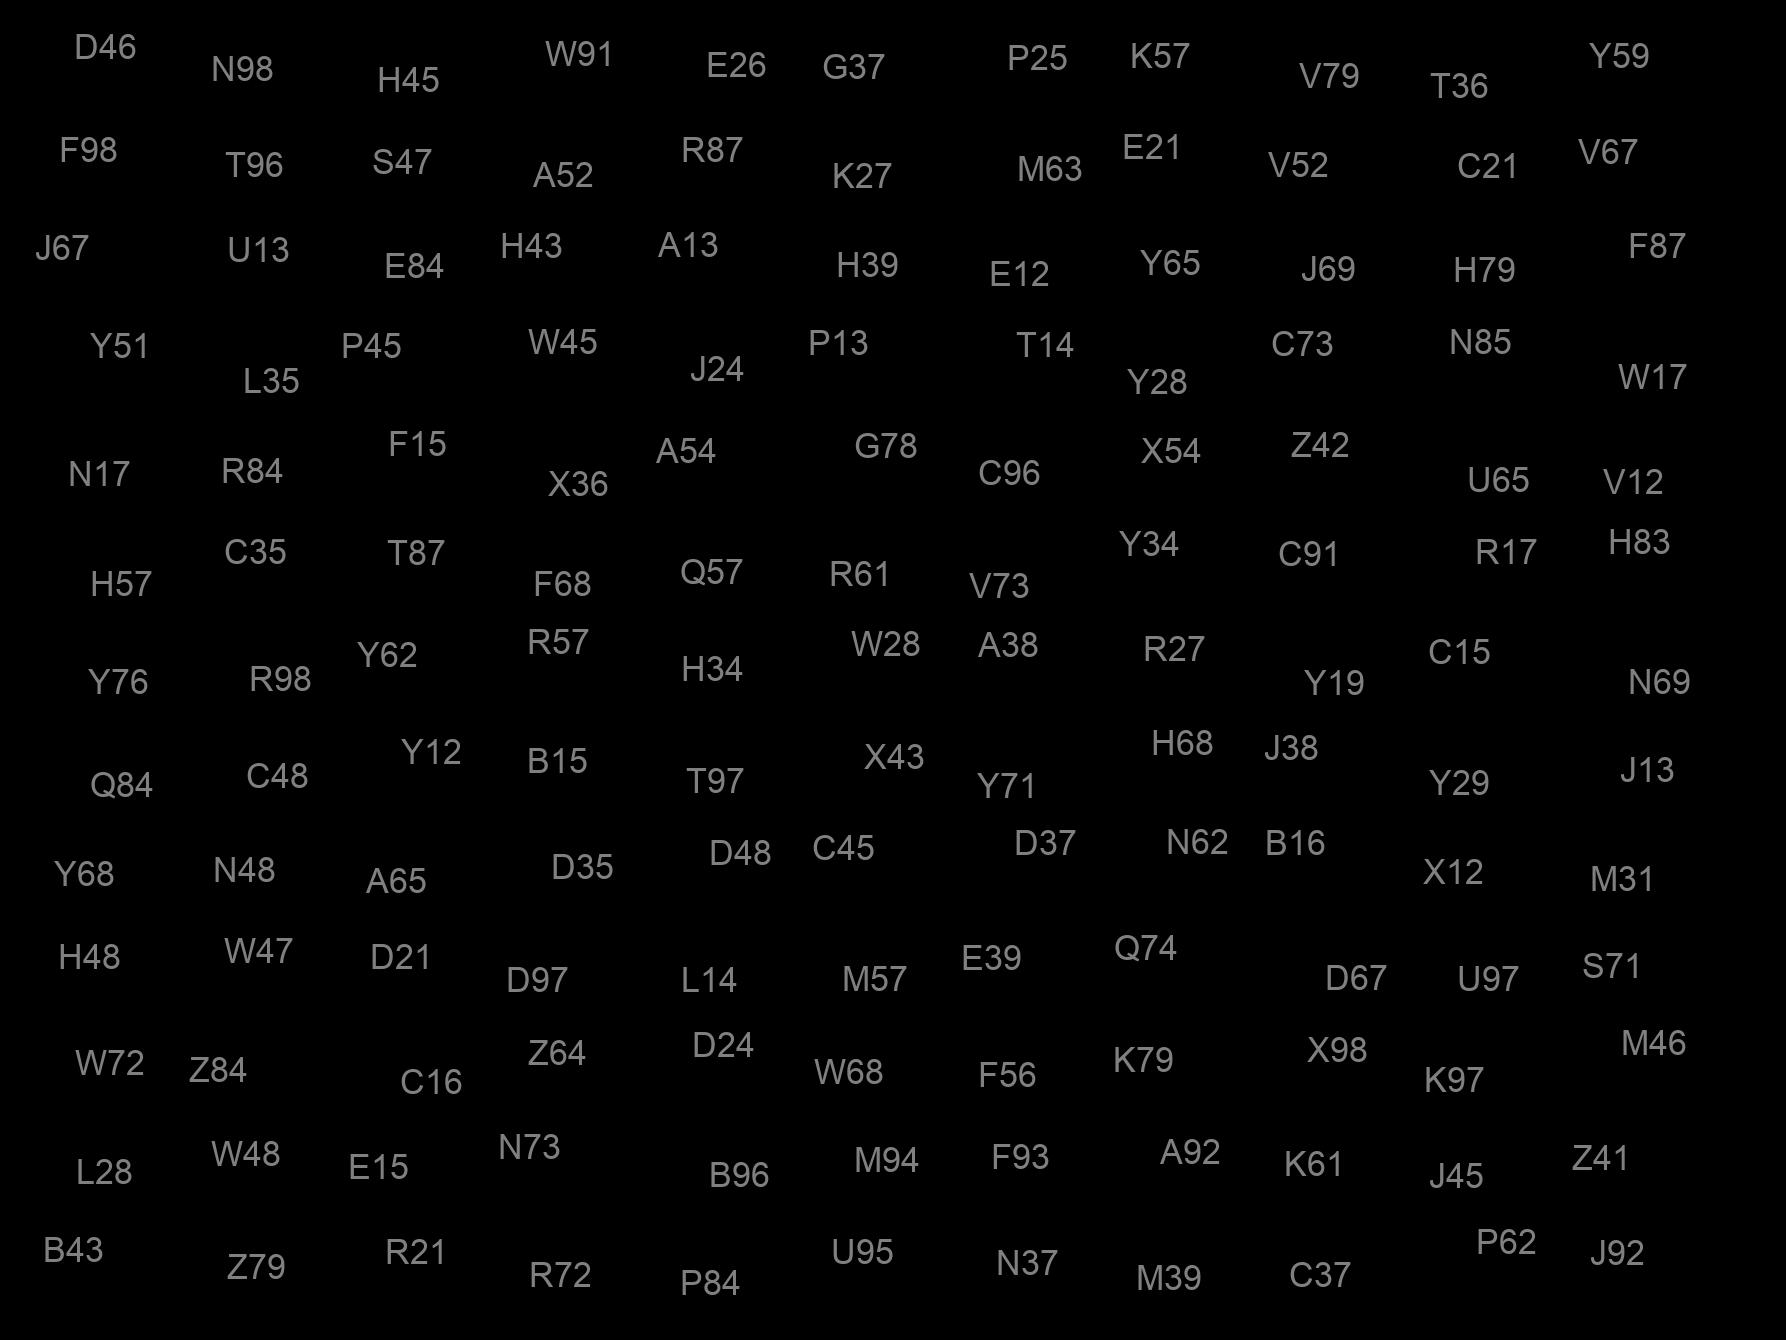 D46 N98 H45 W91 E26 G37 P25 K57 V79 T36 Y59
F98 T96 S47 A52 R87 K27 M63 E21 V52 C21 V67
J67 U13 E84 H43 A13 H39 E12 Y65 J69 H79 F87
Y51 L35 P45 W45 J24 P13 T14 Y28 C73 N85 W17
N17 R84 F15 X36 A54 G78 C96 X54 Z42 U65 V12
H57 C35 T87 F68 Q57 R61 V73 Y34 C91 R17 H83
Y76 R98 Y62 R57 H34 W28 A38 R27 Y19 C15 N69
Q84 C48 Y12 B15 T97 X43 Y71 H68 J38 Y29 J13
Y68 N48 A65 D35 D48 C45 D37 N62 B16 X12 M31
H48 W47 D21 D97 L14 M57 E39 Q74 D67 U97 S71
W72 Z84 C16 Z64 D24 W68 F56 K79 X98 K97 M46
L28 W48 E15 N73 B96 M94 F93 A92 K61 J45 Z41
B43 Z79 R21 R72 P84 U95 N37 M39 C37 P62 J92